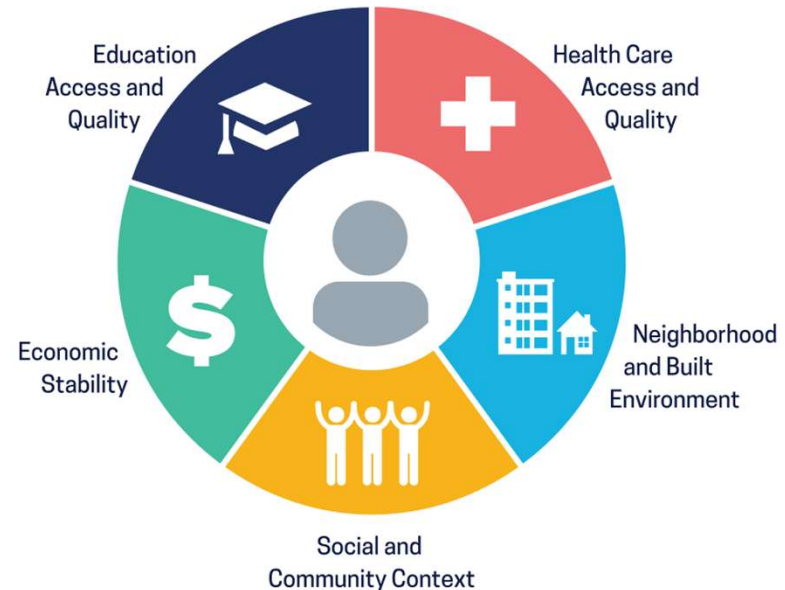 Education
Access and
Quality
Health Care
Access and
Quality
$
Economic
Stability
Neighborhood
and Built
Environment
Social and
Community Context